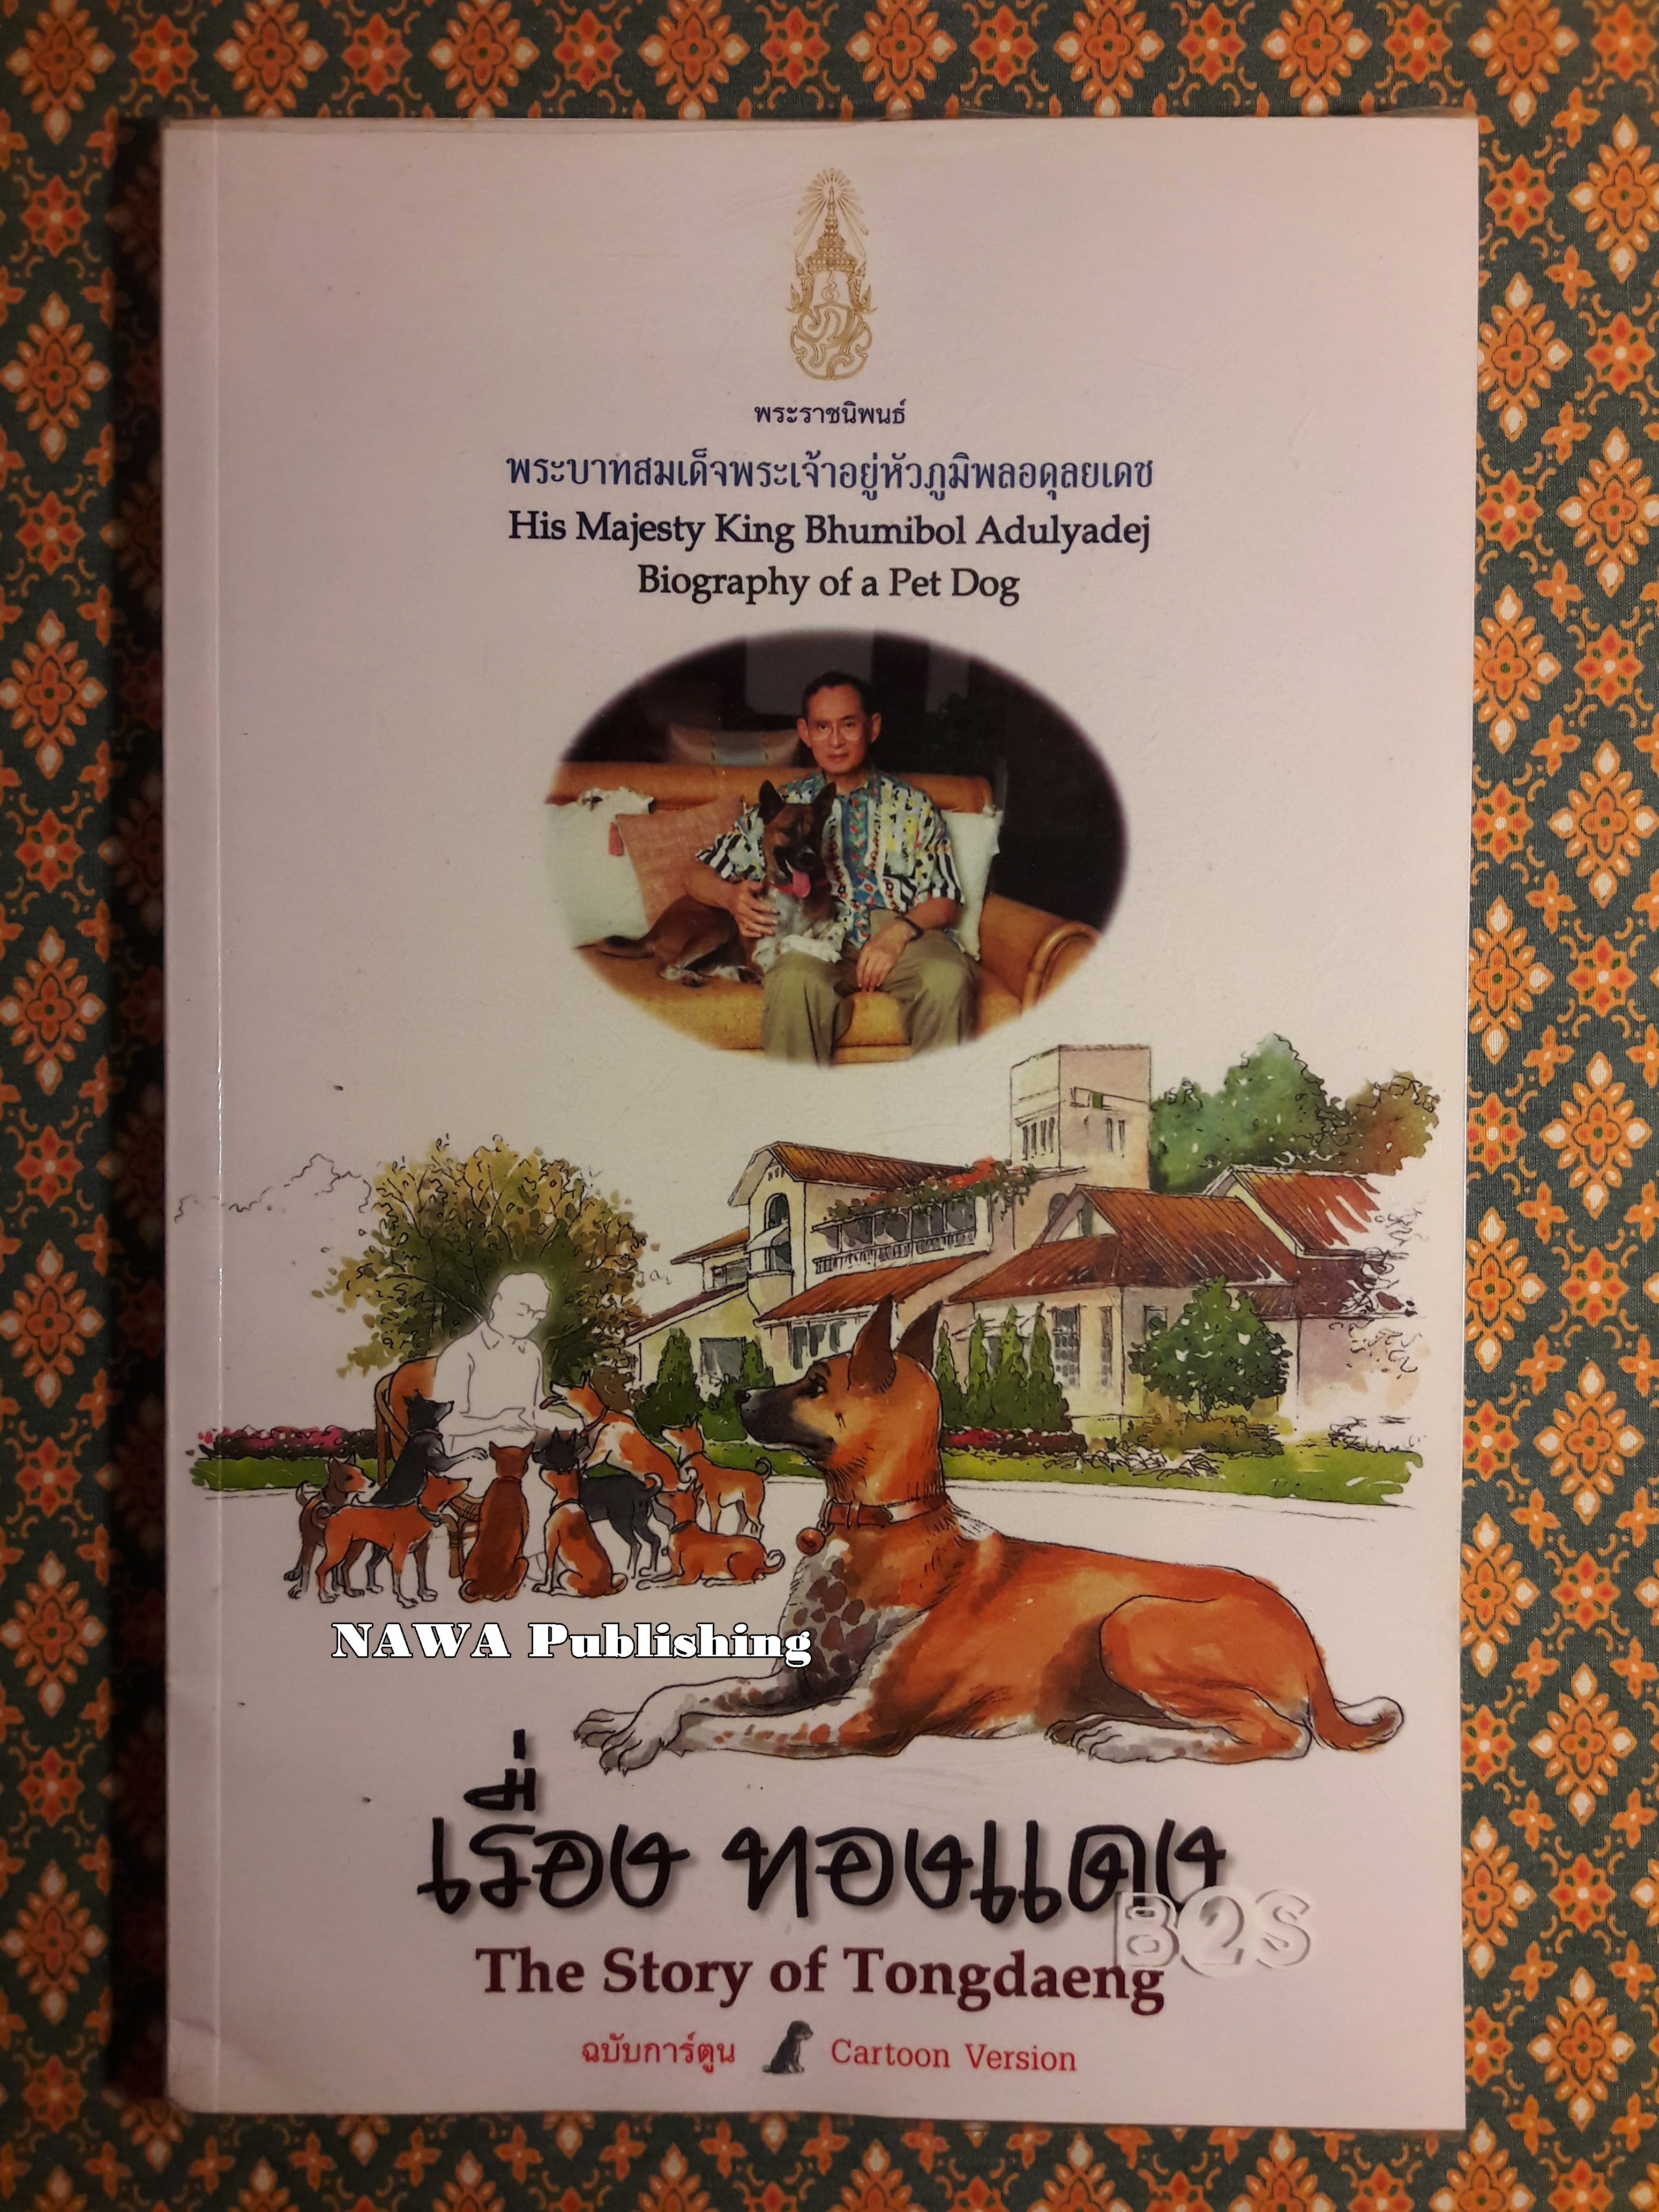 พระราชนิพนธ์
พระบาทสมเด็จพระเจ้าอยู่หัวภูมิพลอดุลยเดช
His Majesty King Bhumibol Adulyadej
Biography of a Pet Dog
NAWA Publishing
เรื่อง ทองแดง
B2S
The Story of Tongdaeng
ฉบับการ์ตูน Cartoon Version